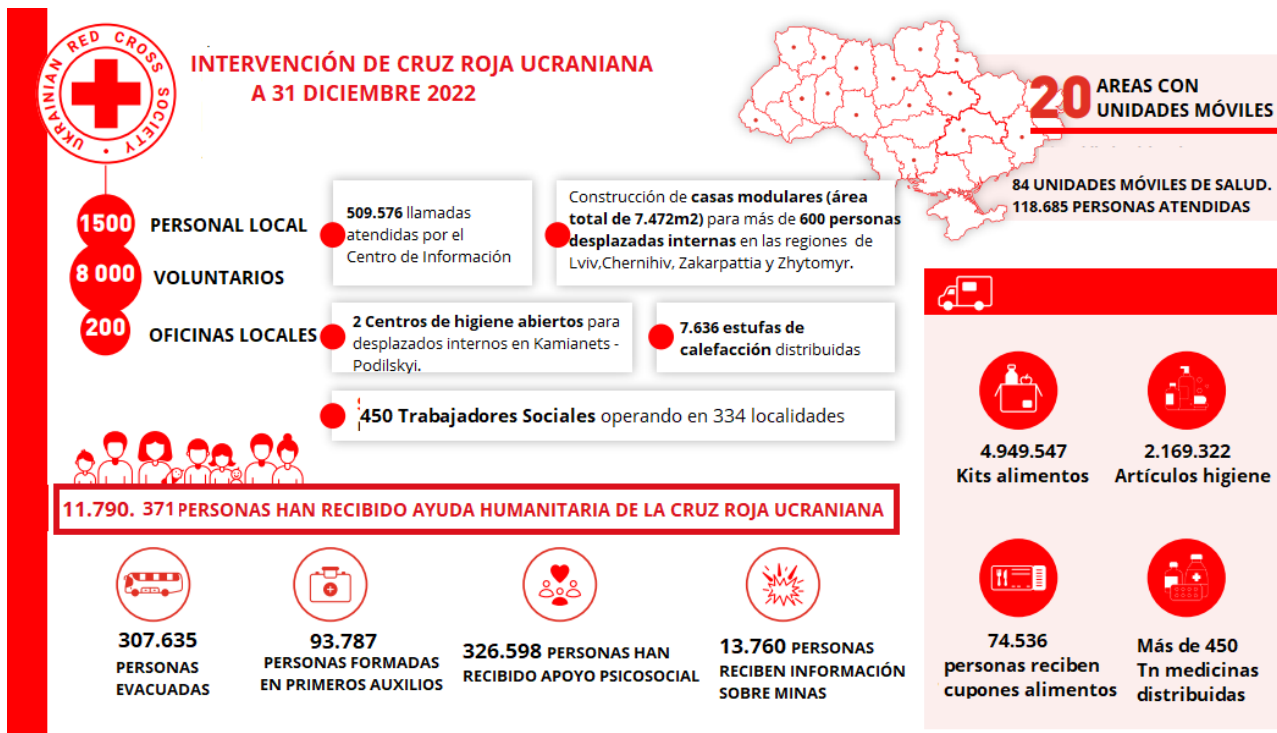 UKRAINIAN RED CROSS SOCIETY
INTERVENCIÓN DE CRUZ ROJA UCRANIANA
A 31 DICIEMBRE 2022
20 AREAS CON
UNIDADES MÓVILES
84 UNIDADES MÓVILES DE SALUD.
118.685 PERSONAS ATENDIDAS
1500 PERSONAL LOCAL
8 000 VOLUNTARIOS
200 OFICINAS LOCALES
509.576 llamadas
atendidas por el
Centro de Información
Construcción de casas modulares (área
total de 7.472m2) para más de 600 personas
desplazadas internas en las regiones de
Lviv,Chernihiv, Zakarpattia y Zhytomyr.
2 Centros de higiene abiertos para
desplazados internos en Kamianets -
Podilskyi.
7.636 estufas de
calefacción distribuidas
450 Trabajadores Sociales operando en 334 localidades
11.790. 371 PERSONAS HAN RECIBIDO AYUDA HUMANITARIA DE LA CRUZ ROJA UCRANIANA
307.635
PERSONAS
EVACUADAS
93.787
PERSONAS FORMADAS
EN PRIMEROS AUXILIOS
326.598 PERSONAS HAN
RECIBIDO APOYO PSICOSOCIAL
13.760 PERSONAS
RECIBEN INFORMACIÓN
SOBRE MINAS
4.949.547
Kits alimentos
2.169.322
Artículos higiene
74.536
personas reciben
cupones alimentos
Más de 450
Tn medicinas
distribuidas